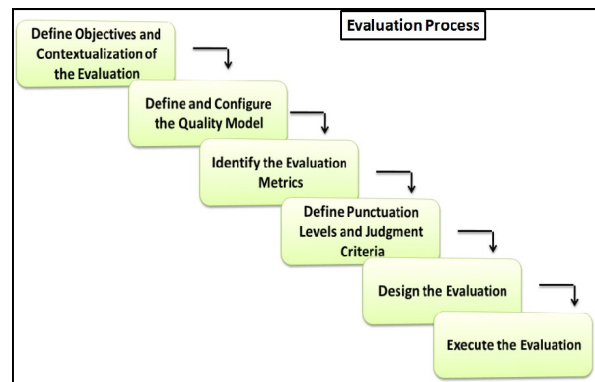 Evaluation Process
Define Objectives and
Contextualization of
the Evaluation
Define and Configure
the Quality Model
Identify the Evaluation
Metrics
Define Punctuation
Levels and Judgment
Criteria
Design the Evaluation
Execute the Evaluation